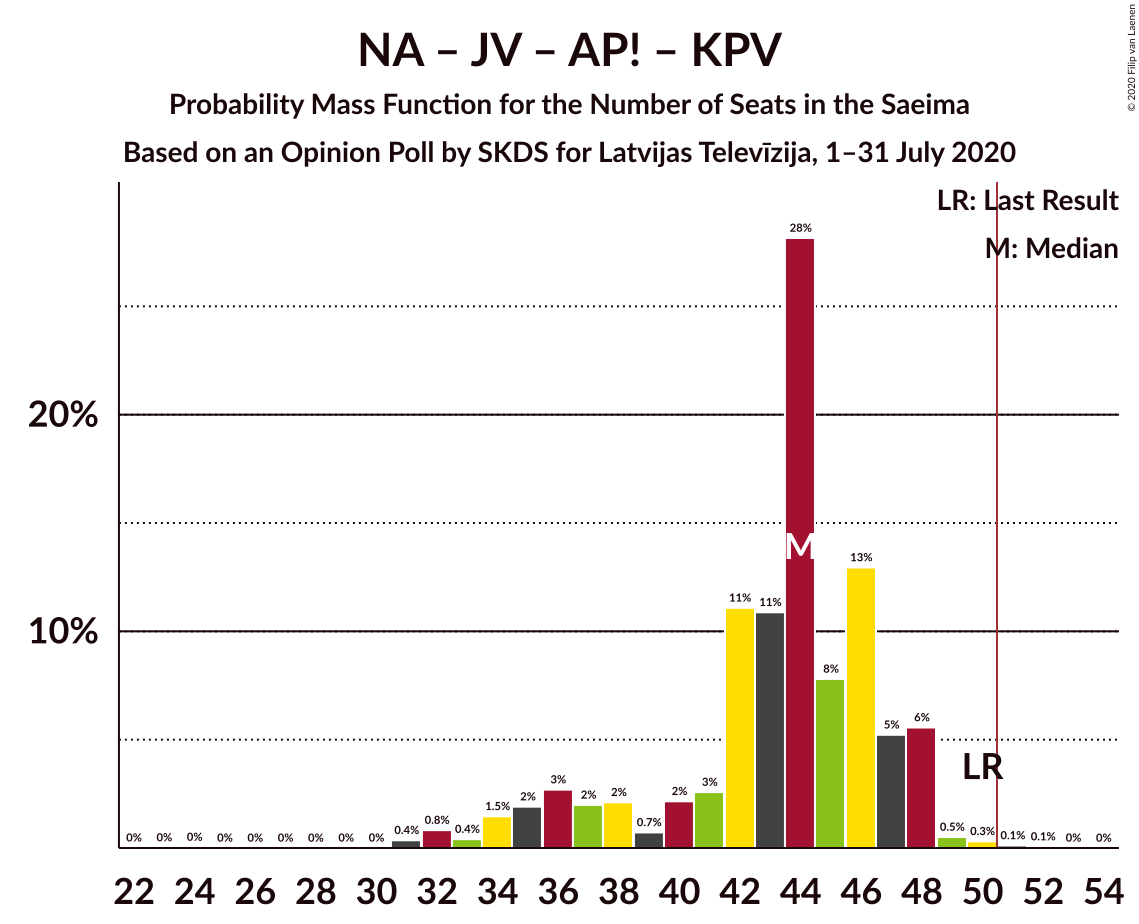 NA – JV – AP! – KPV
Probability Mass Function for the Number of Seats in the Saeima
Based on an Opinion Poll by SKDS for Latvijas Televīzija, 1–31 July 2020
© 2020 Filip van Laenen
LR: Last Result
M: Median
20%
10%
0% 0% 0% 0% 0% 0% 0% 0% 0% 0.4% 0.8% 0.4% 1.5% 2% 3% 2% 2% 0.7% 2% 3% 11% 11% 28% 8% 13% 5% 6% 0.5% 0.3% 0.1% 0.1% 0% 0%
M
LR
22 24 26 28 30 32 34 36 38 40 42 44 46 48 50 52 54